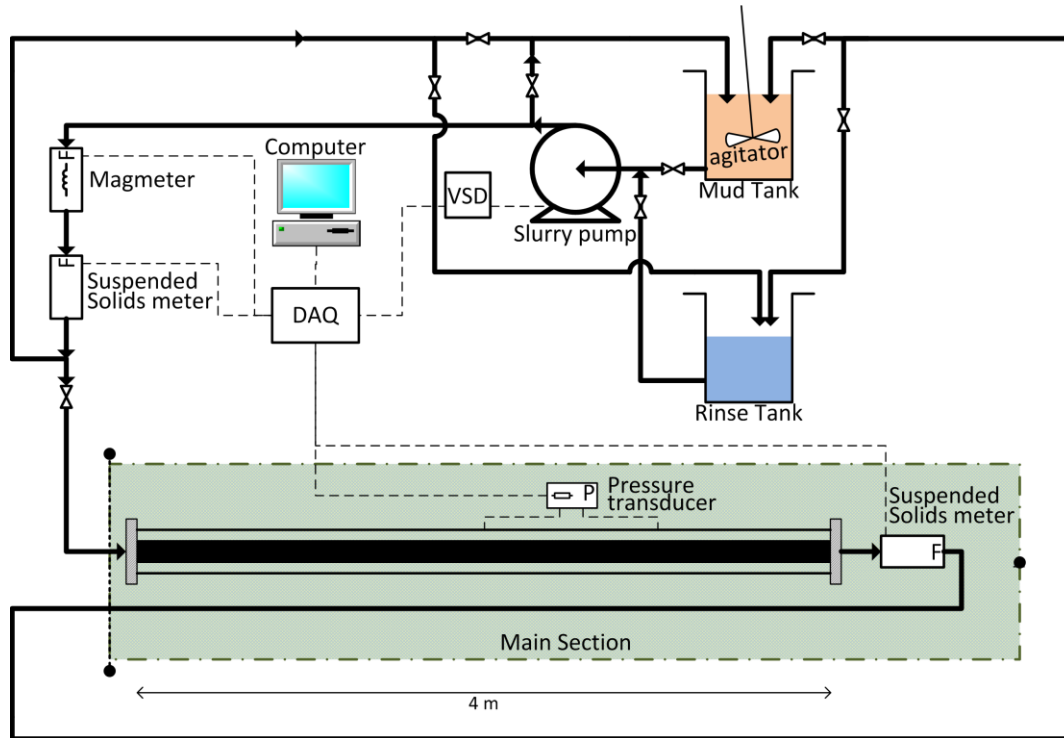 agitator
Mud Tank
Computer
F
Magmeter
VSD
Slurry pump
F
Suspended
Solids meter
DAQ
Rinse Tank
P
Pressure
transducer
Suspended
Solids meter
F
Main Section
4 m